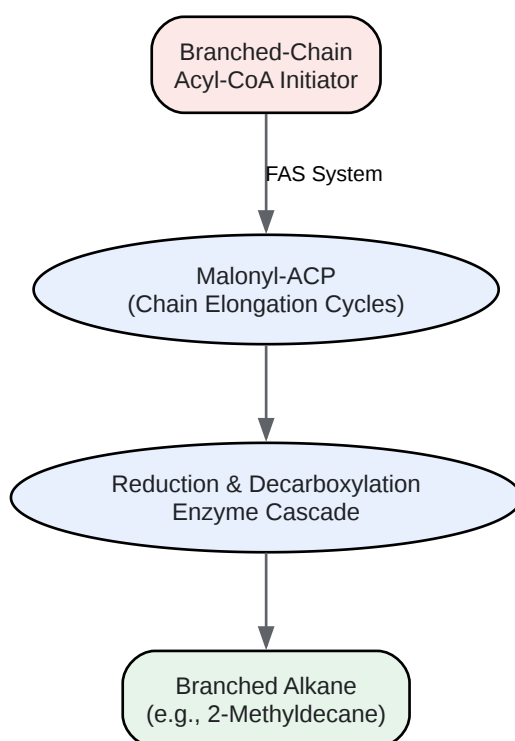 Branched-Chain
Acyl-CoA Initiator
FAS System
Malonyl-ACP
(Chain Elongation Cycles)
Reduction & Decarboxylation
Enzyme Cascade
Branched Alkane
(e.g., 2-Methyldecane)